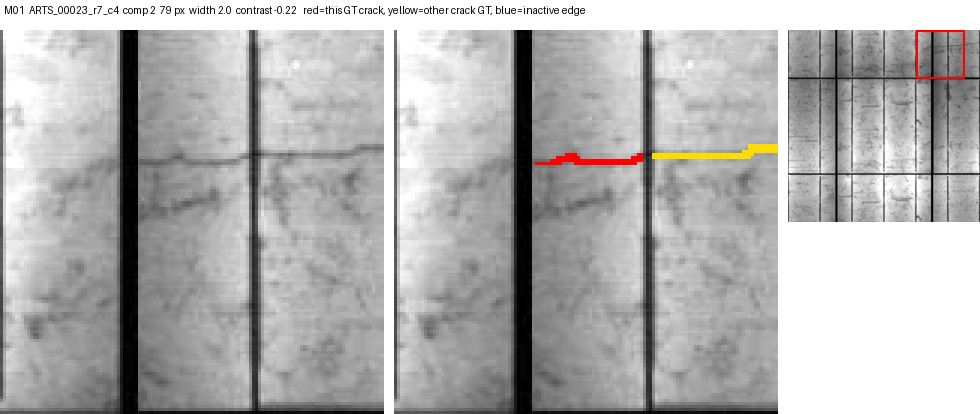 M01 ARTS_00023_r7_c4 comp 2 79 px width 2.0 contrast-0.22 red=this GT crack, yellow=other crack GT, blue=inactive edge